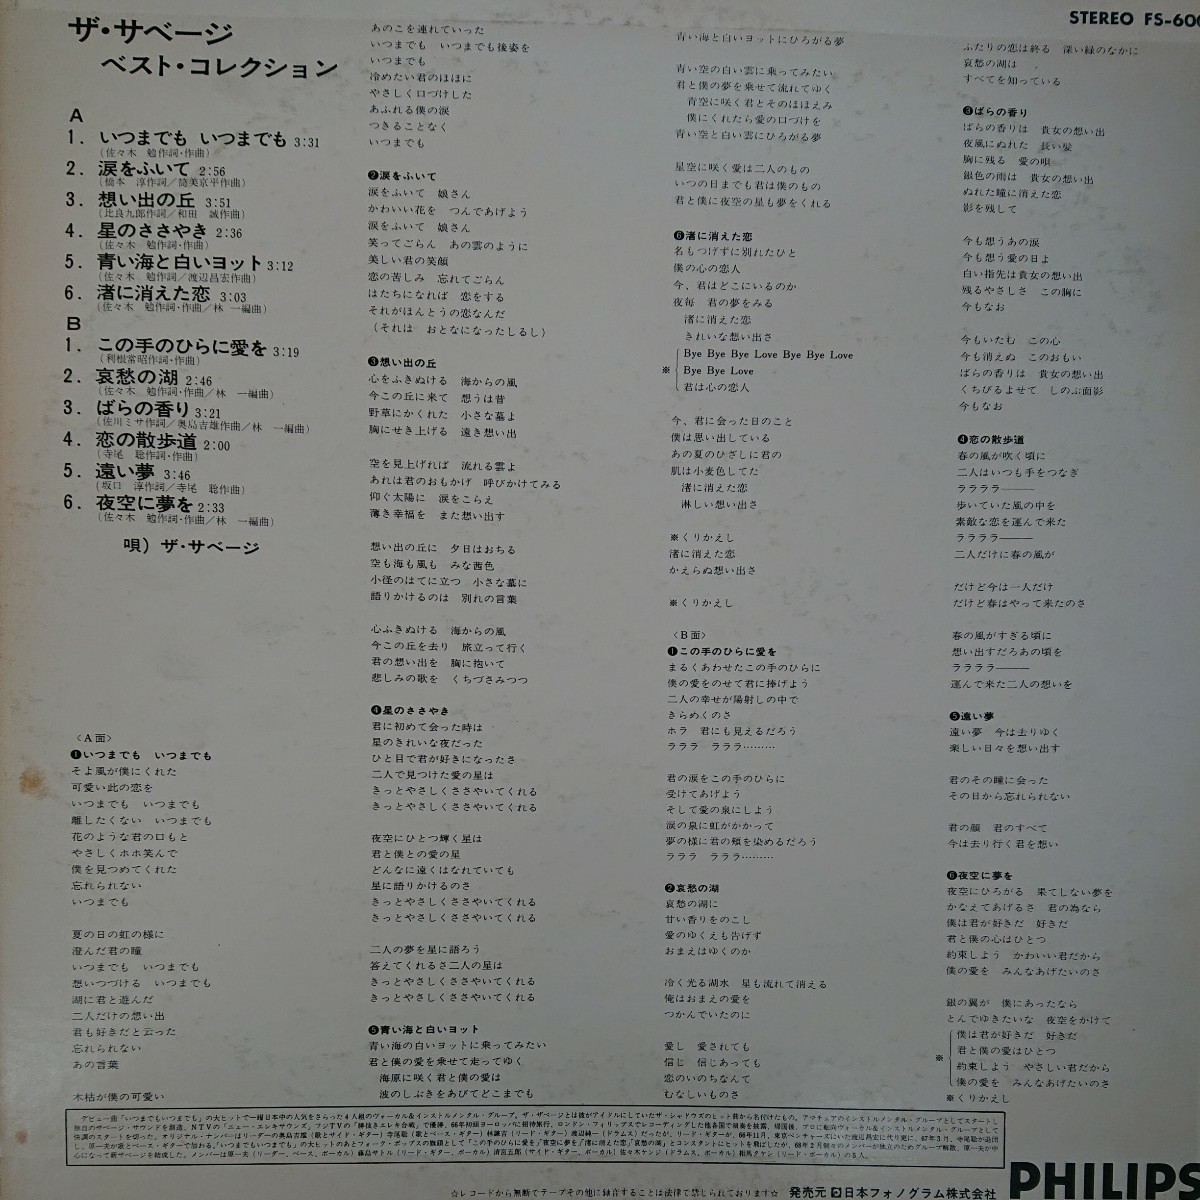 STEREO FS-600
ザ・サベージ
ベスト・コレクション
A
1. いつまでも いつまでも 3:31
(佐々木 勉作詞・作曲)
2. 涙をふいて 2:56
(橋本 淳作詞/筒美京平作曲)
3. 想い出の丘 3:51
(比良九郎作詞/和田 誠作曲)
4. 星のささやき 2:36
(佐々木 勉作詞・作曲)
5. 青い海と白いヨット 3:12
(佐々木 勉作詞/渡辺昌宏作曲)
6. 渚に消えた恋 3:03
(佐々木 勉作詞・作曲/林 一編曲)
B
1. この手のひらに愛を 3:19
(利根常昭作詞・作曲)
2. 哀愁の湖 2:46
(佐々木 勉作詞・作曲/林 一編曲)
3. ばらの香り 3:21
(佐川ミサ作詞/奥島吉雄作曲/林 一編曲)
4. 恋の散歩道 2:00
(寺尾 聡作詞・作曲)
5. 遠い夢 3:46
(坂口 淳作詞/寺尾 聡作曲)
6. 夜空に夢を 2:33
(佐々木 勉作詞・作曲/林 一編曲)
唄) ザ・サベージ
〈A面〉
❶いつまでも いつまでも
そよ風が僕にくれた
可愛い此の恋を
いつまでも いつまでも
離したくない いつまでも
花のような君の口もと
やさしくホホ笑んで
僕を見つめてくれた
忘れられない
いつまでも
夏の日の虹の様に
澄んだ君の瞳
いつまでも いつまでも
想いつづける いつまでも
湖に君と遊んだ
二人だけの想い出
君も好きだと云った
忘れられない
あの言葉
木枯が僕の可愛い
あのこを連れていった
いつまでも いつまでも後姿を
いつまでも
冷めたい君のほほに
やさしく口づけした
あふれる僕の涙
つきることなく
いつまでも
❷涙をふいて
涙をふいて 娘さん
かわいい花を つんであげよう
涙をふいて 娘さん
笑ってごらん あの雲のように
美しい君の笑顔
恋の苦しみ 忘れてごらん
はたちになれば 恋をする
それがほんとうの恋なんだ
(それは おとなになったしるし)
❸想い出の丘
心をふきぬける 海からの風
今この丘に来て 想うは昔
野草にかくれた 小さな墓よ
胸にせき上げる 遠き想い出
空を見上げれば 流れる雲よ
あれは君のおもかげ 呼びかけてみる
仰ぐ太陽に 涙をこらえ
薄き幸福を また想い出す
想い出の丘に 夕日はおちる
空も海も風も みな茜色
小径のはてに立つ 小さな墓に
語りかけるのは 別れの言葉
心ふきぬける 海からの風
今この丘を去り 旅立って行く
君の想い出を 胸に抱いて
悲しみの歌を くちづさみつつ
❹星のささやき
君に初めて会った時は
星のきれいな夜だった
ひと目で君が好きになったさ
二人で見つけた愛の星は
きっとやさしくささやいてくれる
きっとやさしくささやいてくれる
夜空にひとつ輝く星は
君と僕との愛の星
どんなに遠くはなれていても
星に語りかけるのさ
きっとやさしくささやいてくれる
きっとやさしくささやいてくれる
二人の夢を星に語ろう
答えてくれるさ二人の星は
きっとやさしくささやいてくれる
きっとやさしくささやいてくれる
❺青い海と白いヨット
青い海の白いヨットに乗ってみたい
君と僕の愛を乗せて走ってゆく
海原に咲く君と僕の愛は
波のしぶきをあびてどこまでも
青い海と白いヨットにひろがる夢
青い空の白い雲に乗ってみたい
君と僕の夢を乗せて流れてゆく
青空に咲く君とそのほほえみ
僕にくれたら愛の口づけを
青い空と白い雲にひろがる夢
星空に咲く愛は二人のもの
いつの日までも君は僕のもの
君と僕に夜空の星も夢をくれる
❻渚に消えた恋
名もつげずに別れたひと
僕の心の恋人
今、君はどこにいるのか
夜毎 君の夢をみる
渚に消えた恋
きれいな想い出さ
Bye Bye Bye Love Bye Bye Love
※ Bye Bye Love
君は心の恋人
今、君に会った日のこと
僕は思い出している
あの夏のひざしに君の
肌は小麦色してた
渚に消えた恋
淋しい想い出さ
※くりかえし
渚に消えた恋
かえらぬ想い出さ
※くりかえし
〈B面〉
❶この手のひらに愛を
まるくあわせたこの手のひらに
僕の愛をのせて君に捧げよう
二人の幸せが陽射しの中で
きらめくのさ
ホラ 君にも見えるだろう
ラララ ラララ………
君の涙をこの手のひらに
受けてあげよう
そして愛の泉にしよう
涙の泉に虹がかかって
夢の様に君の頬を染めるだろう
ラララ ラララ………
❷哀愁の湖
哀愁の湖に
甘い香りをのこし
愛のゆくえも告げず
おまえはゆくのか
冷く光る湖水 星も流れて消える
俺はおまえの愛を
つかんでいたのに
愛し 愛されても
信じ 信じあっても
恋のいのちなんて
むなしいものさ
ふたりの恋は終る 深い緑のなかに
哀愁の湖は
すべてを知っている
❸ばらの香り
ばらの香りは 貴女の想い出
夜風にぬれた 長い髪
胸に残る 愛の唄
銀色の雨は 貴女の想い出
ぬれた瞳に消えた恋
影を残して
今も想うあの涙
今も想う愛の日よ
白い指先は貴女の想い出
残るやさしさ この胸に
今もなお
今もいたむ この心
今も消えぬ このおもい
ばらの香りは 貴女の想い出
くちびるよせて しのぶ面影
今もなお
❹恋の散歩道
春の風が吹く頃に
二人はいつも手をつなぎ
ララララ―――
歩いていた風の中を
素敵な恋を運んで来た
ララララ―――
二人だけに春の風が
だけど今は一人だけ
だけど春はやって来たのさ
春の風がすぎる頃に
想い出すだろあの頃を
ララララ―――
運んで来た二人の想いを
❺遠い夢
遠い夢 今は去りゆく
楽しい日々を想い出す
君のその瞳に会った
その日から忘れられない
君の顔 君のすべて
今は去り行く君を想い
❻夜空に夢を
夜空にひろがる 果てしない夢を
かなえてあげるさ 君の為なら
僕は君が好きだ 好きだ
君と僕の心はひとつ
約束しよう かわいい君だから
僕の愛を みんなあげたいのさ
銀の翼が 僕にあったなら
とんでゆきたいな 夜空をかけて
僕は君が好きだ 好きだ
君と僕の愛はひとつ
※ 約束しよう やさしい君だから
僕の愛を みんなあげたいのさ
※くりかえし
☆レコードから無断でテープその他に録音することは法律で禁じられております☆
発売元 日本フォノグラム株式会社
PHILIPS